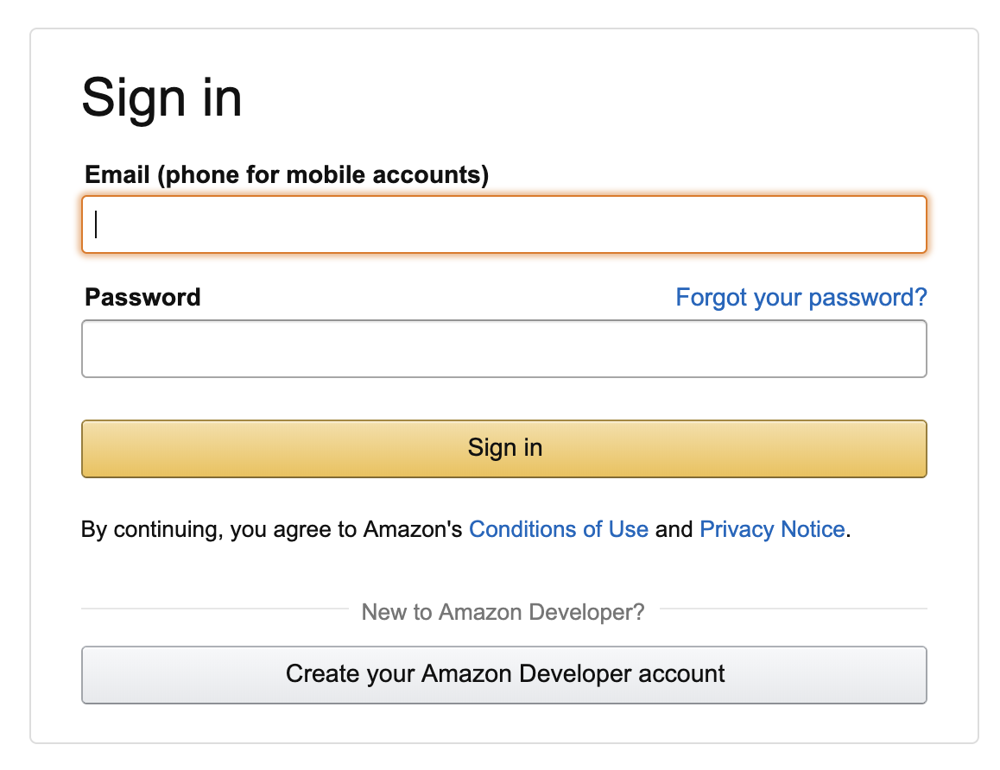 Sign in
Email (phone for mobile accounts)
Password Forgot your password?
Sign in
By continuing, you agree to Amazon's Conditions of Use and Privacy Notice.
New to Amazon Developer?
Create your Amazon Developer account